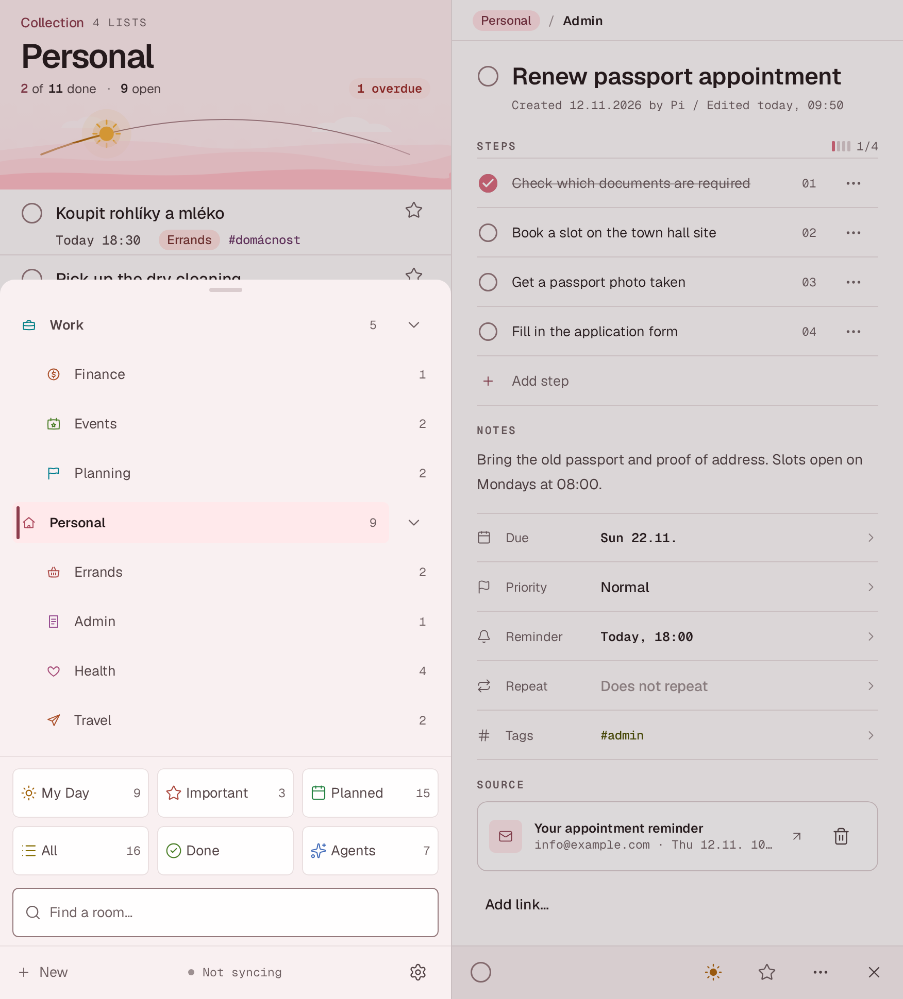 Collection 4 LISTS
Personal
2 of 11 done · 9 open 1 overdue
Koupit rohlíky a mléko
Today 18:30 Errands #domácnost
Pick up the dry cleaning
Work 5
Finance 1
Events 2
Planning 2
Personal 9
Errands 2
Admin 1
Health 4
Travel 2
My Day 9 Important 3 Planned 15
All 16 Done Agents 7
Find a room…
New Not syncing
Personal / Admin
Renew passport appointment
Created 12.11.2026 by Pi / Edited today, 09:50
STEPS 1/4
Check which documents are required 01
Book a slot on the town hall site 02
Get a passport photo taken 03
Fill in the application form 04
Add step
NOTES
Bring the old passport and proof of address. Slots open on
Mondays at 08:00.
Due Sun 22.11.
Priority Normal
Reminder Today, 18:00
Repeat Does not repeat
Tags #admin
SOURCE
Your appointment reminder
info@example.com · Thu 12.11. 10…
Add link…